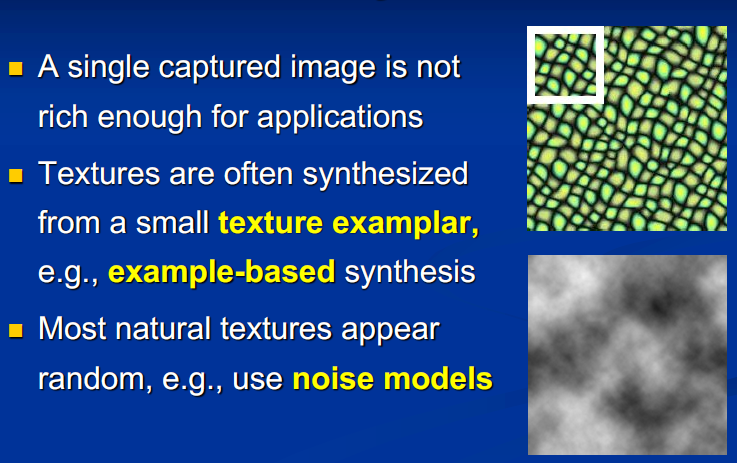 A single captured image is not
rich enough for applications
Textures are often synthesized
from a small texture examplar,
e.g., example-based synthesis
Most natural textures appear
random, e.g., use noise models